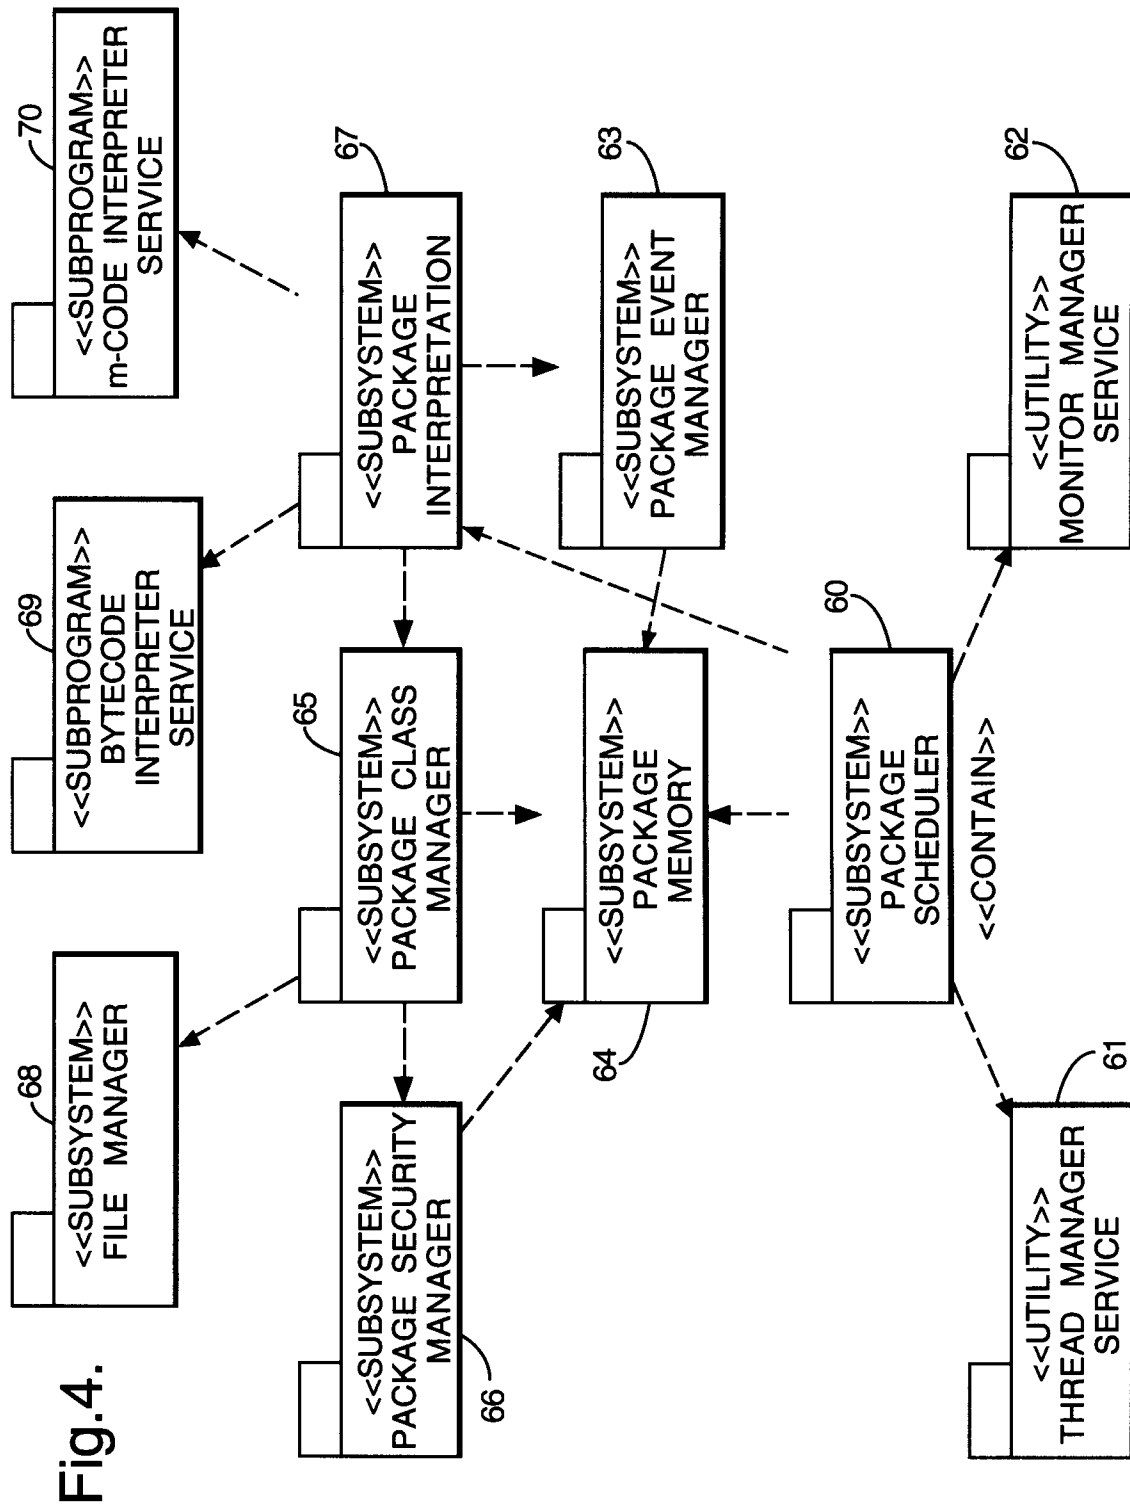 Fig.4.
68
<<SUBSYSTEM>>
FILE MANAGER
69
<<SUBPROGRAM>>
BYTECODE
INTERPRETER
SERVICE
70
<<SUBPROGRAM>>
m-CODE INTERPRETER
SERVICE
66
<<SUBSYSTEM>>
PACKAGE SECURITY
MANAGER
65
<<SUBSYSTEM>>
PACKAGE CLASS
MANAGER
67
<<SUBSYSTEM>>
PACKAGE
INTERPRETATION
64
<<SUBSYSTEM>>
PACKAGE
MEMORY
63
<<SUBSYSTEM>>
PACKAGE EVENT
MANAGER
60
<<SUBSYSTEM>>
PACKAGE
SCHEDULER
<<CONTAIN>>
61
<<UTILITY>>
THREAD MANAGER
SERVICE
62
<<UTILITY>>
MONITOR MANAGER
SERVICE